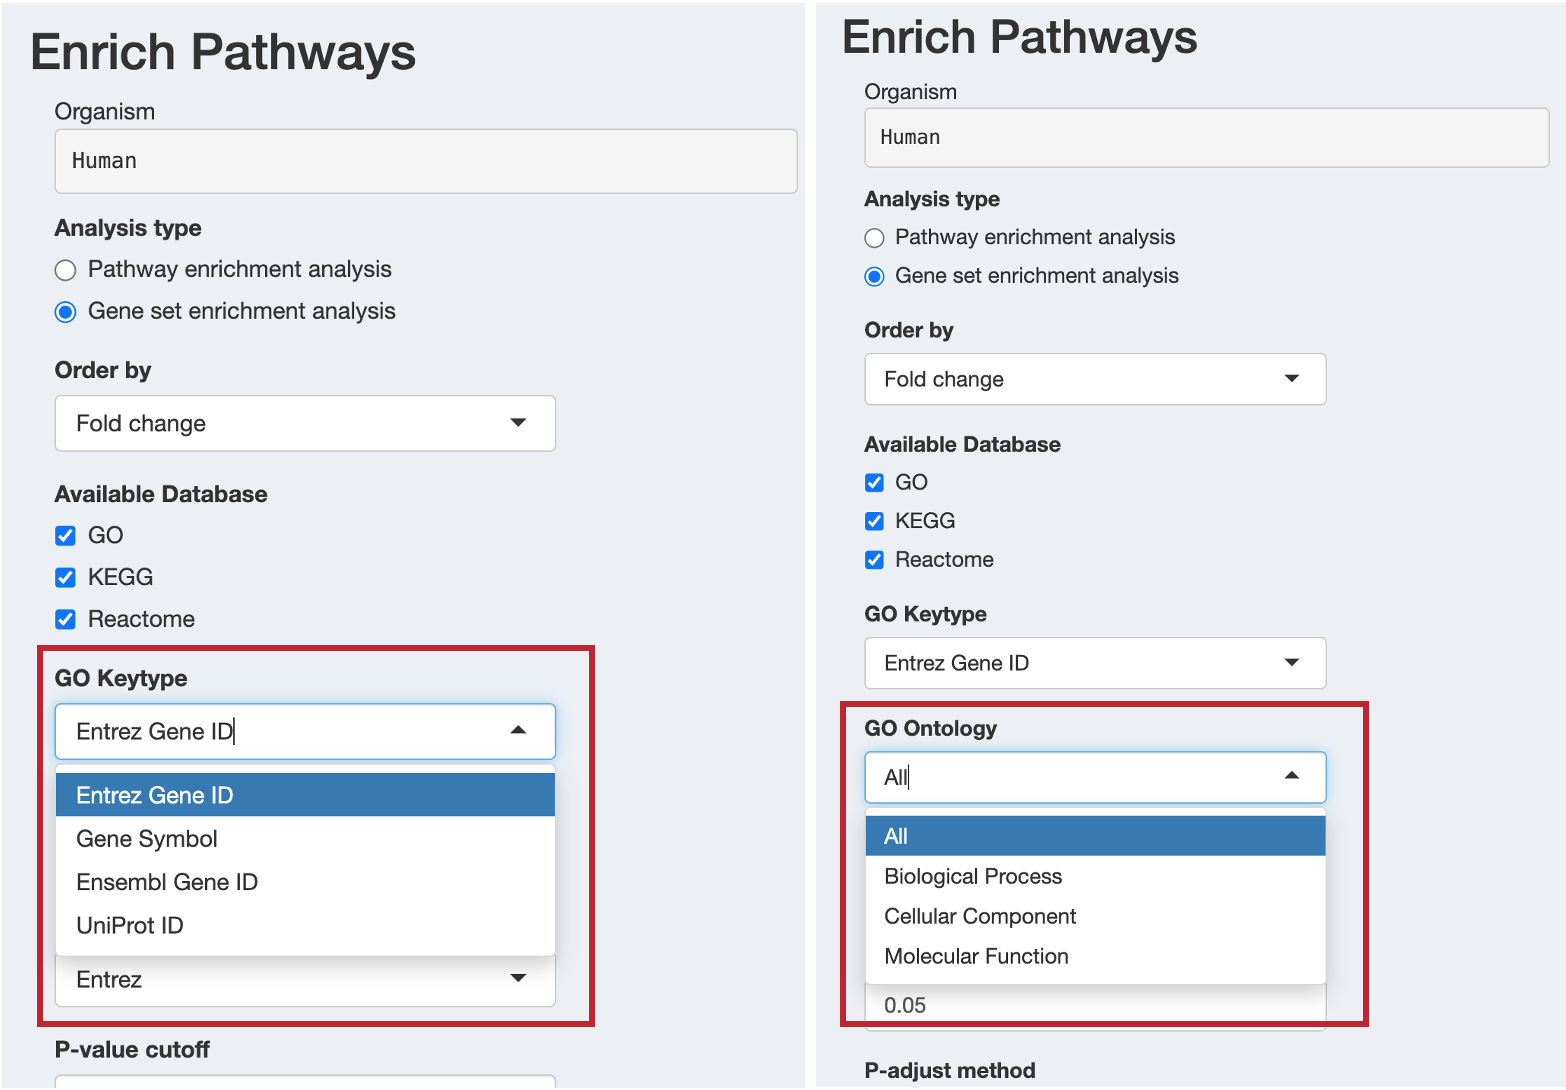 Enrich Pathways
Organism
Human
Analysis type
Pathway enrichment analysis
Gene set enrichment analysis
Order by
Fold change
Available Database
GO
KEGG
Reactome
GO Keytype
Entrez Gene ID
Entrez Gene ID
Gene Symbol
Ensembl Gene ID
UniProt ID
Entrez
P-value cutoff
Enrich Pathways
Organism
Human
Analysis type
Pathway enrichment analysis
Gene set enrichment analysis
Order by
Fold change
Available Database
GO
KEGG
Reactome
GO Keytype
Entrez Gene ID
GO Ontology
All
All
Biological Process
Cellular Component
Molecular Function
0.05
P-adjust method